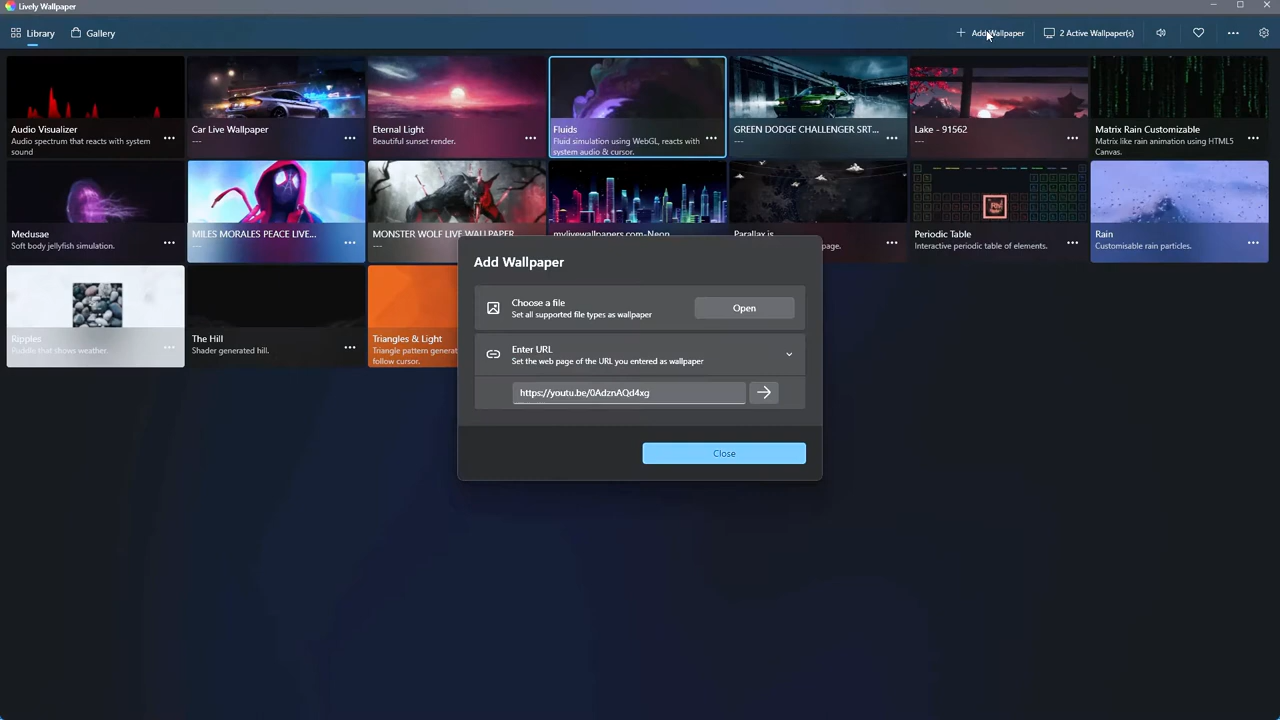 Lively Wallpaper
Library
Gallery
Add Wallpaper
2 Active Wallpaper(s)
Audio Visualizer
Audio spectrum that reacts with system
sound
Car Live Wallpaper
---
Eternal Light
Beautiful sunset render.
Fluids
Fluid simulation using WebGL, reacts with
system audio & cursor.
GREEN DODGE CHALLENGER SRT...
---
Lake - 91562
---
Matrix Rain Customizable
Matrix like rain animation using HTML5
Canvas.
Medusae
Soft body jellyfish simulation.
MILES MORALES PEACE LIVE...
---
MONSTER WOLF LIVE WALLPAPER
---
mylivewallpapers.com-Neon
Parallax.js
page.
Periodic Table
Interactive periodic table of elements.
Rain
Customisable rain particles.
Ripples
Puddle that shows weather.
The Hill
Shader generated hill.
Triangles & Light
Triangle pattern generat
follow cursor.
Add Wallpaper
Choose a file
Set all supported file types as wallpaper
Open
Enter URL
Set the web page of the URL you entered as wallpaper
https://youtu.be/0AdznAQd4xg
Close